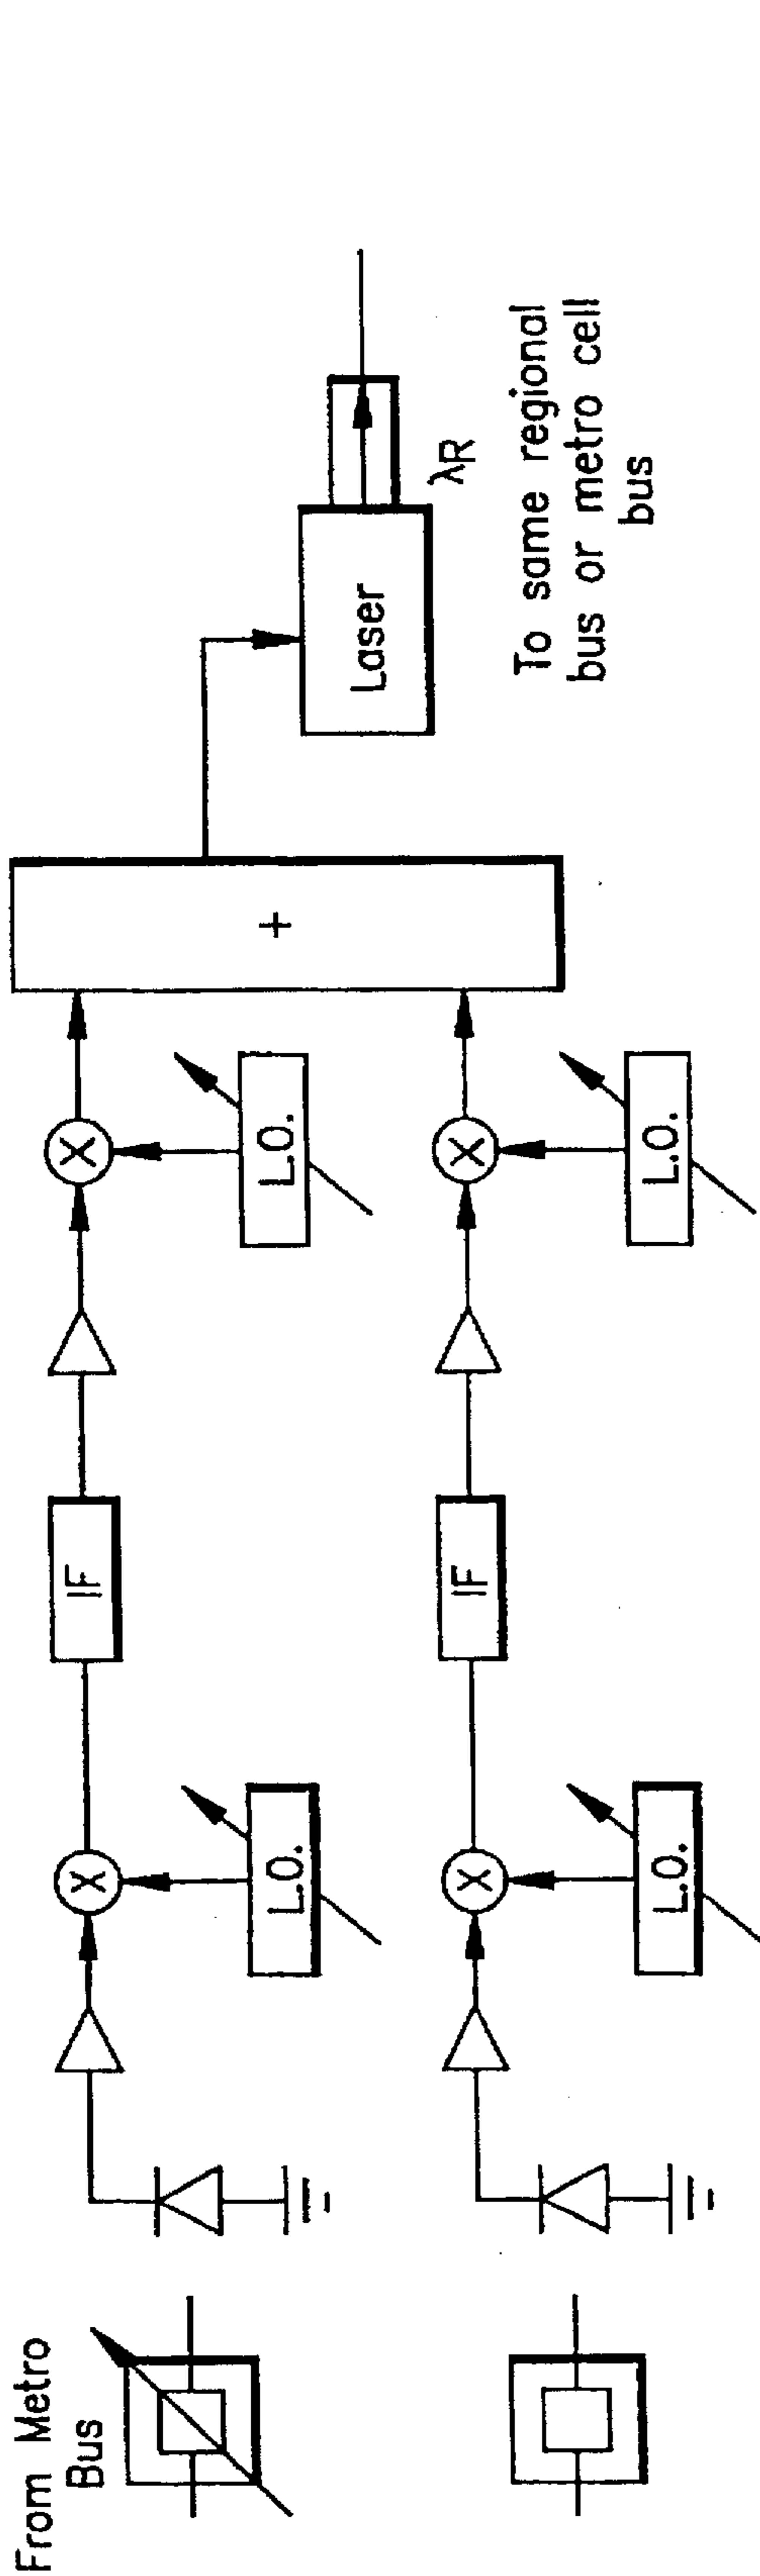 From Metro
Bus
X
L.O.
IF
X
L.O.
X
L.O.
IF
X
L.O.
+
Laser
λR
To same regional
bus or metro cell
bus